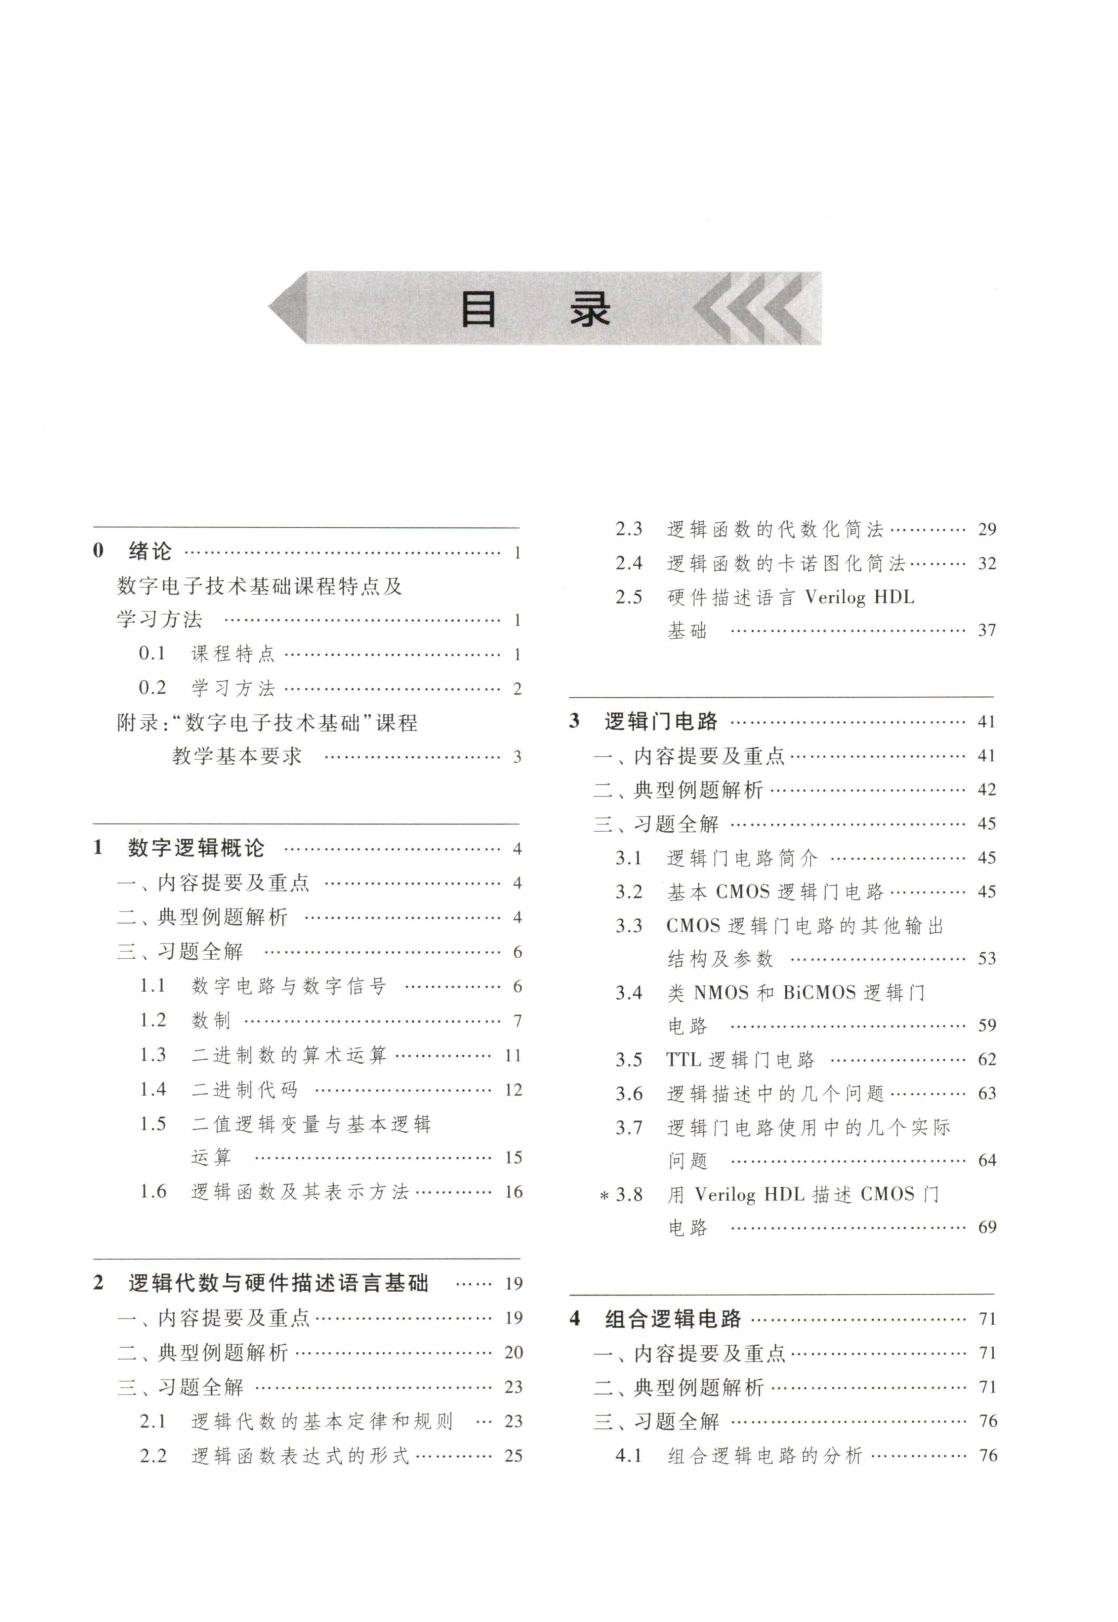 目 录
0 绪论 …… 1
数字电子技术基础课程特点及
学习方法 …… 1
0.1 课程特点 …… 1
0.2 学习方法 …… 2
附录:“数字电子技术基础”课程
教学基本要求 …… 3
1 数字逻辑概论 …… 4
一、内容提要及重点 …… 4
二、典型例题解析 …… 4
三、习题全解 …… 6
1.1 数字电路与数字信号 …… 6
1.2 数制 …… 7
1.3 二进制数的算术运算 …… 11
1.4 二进制代码 …… 12
1.5 二值逻辑变量与基本逻辑
运算 …… 15
1.6 逻辑函数及其表示方法 …… 16
2 逻辑代数与硬件描述语言基础 …… 19
一、内容提要及重点 …… 19
二、典型例题解析 …… 20
三、习题全解 …… 23
2.1 逻辑代数的基本定律和规则 … 23
2.2 逻辑函数表达式的形式 …… 25
2.3 逻辑函数的代数化简法 …… 29
2.4 逻辑函数的卡诺图化简法 …… 32
2.5 硬件描述语言 Verilog HDL
基础 …… 37
3 逻辑门电路 …… 41
一、内容提要及重点 …… 41
二、典型例题解析 …… 42
三、习题全解 …… 45
3.1 逻辑门电路简介 …… 45
3.2 基本 CMOS 逻辑门电路 …… 45
3.3 CMOS 逻辑门电路的其他输出
结构及参数 …… 53
3.4 类 NMOS 和 BiCMOS 逻辑门
电路 …… 59
3.5 TTL 逻辑门电路 …… 62
3.6 逻辑描述中的几个问题 …… 63
3.7 逻辑门电路使用中的几个实际
问题 …… 64
* 3.8 用 Verilog HDL 描述 CMOS 门
电路 …… 69
4 组合逻辑电路 …… 71
一、内容提要及重点 …… 71
二、典型例题解析 …… 71
三、习题全解 …… 76
4.1 组合逻辑电路的分析 …… 76